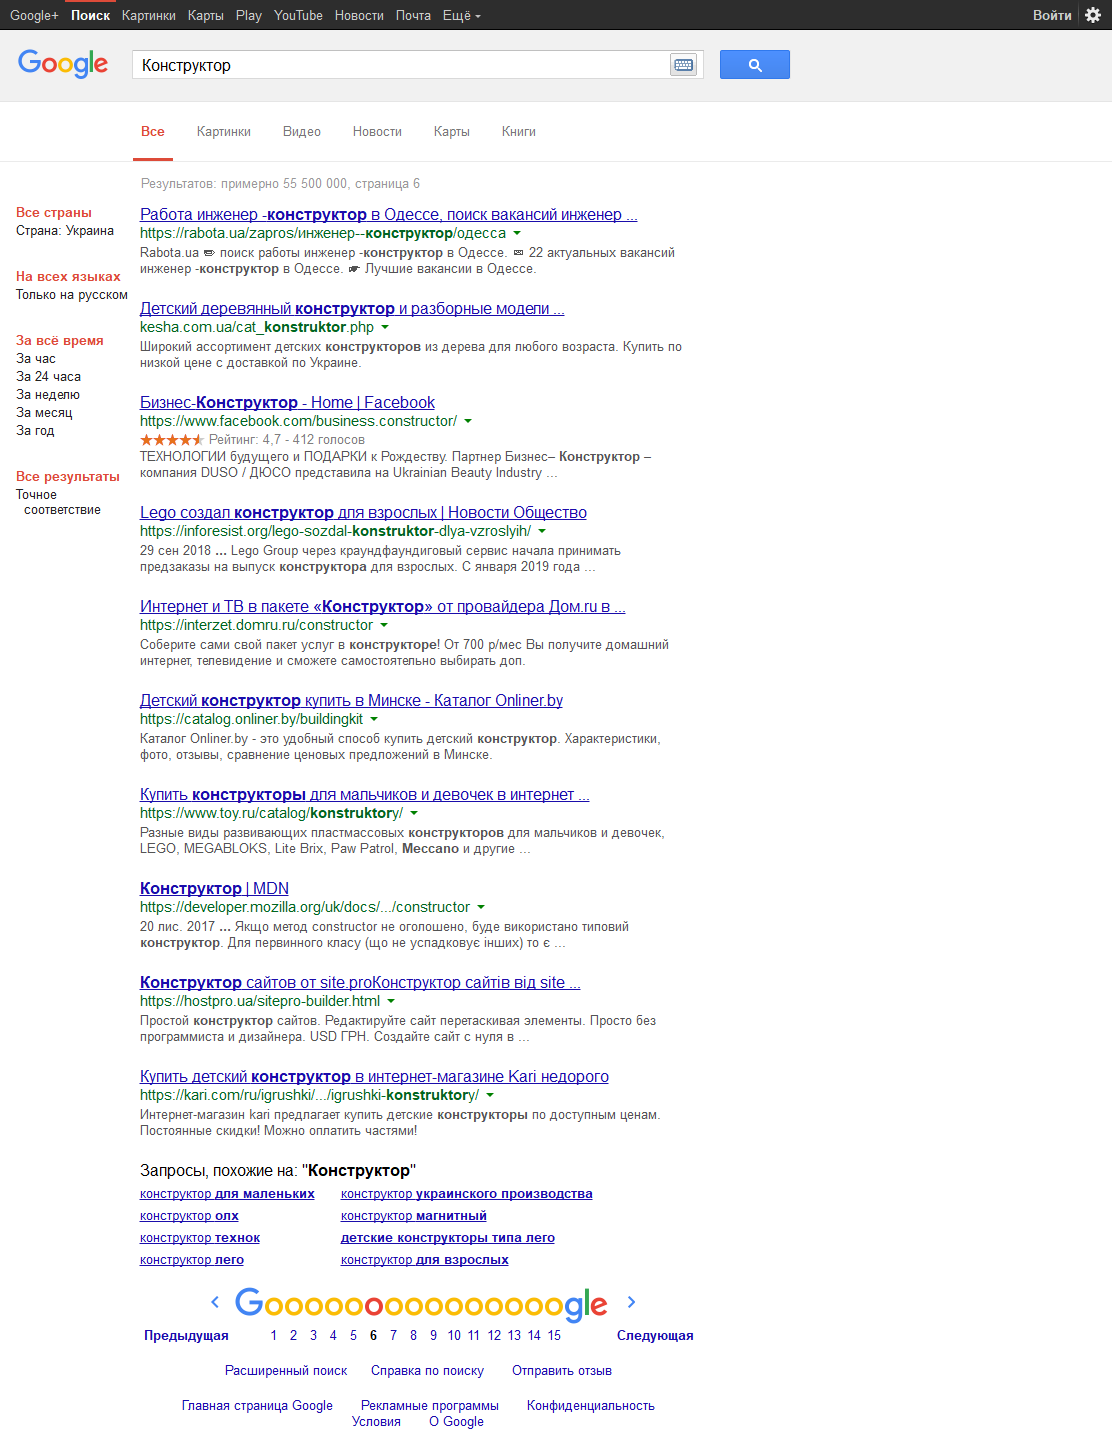 Google+ Поиск Картинки Карты Play YouTube Новости Почта Ещё Войти
Google Конструктор
Все Картинки Видео Новости Карты Книги
Результатов: примерно 55 500 000, страница 6
Все страны
Страна: Украина
На всех языках
Только на русском
За всё время
За час
За 24 часа
За неделю
За месяц
За год
Все результаты
Точное
соответствие
Работа инженер -конструктор в Одессе, поиск вакансий инженер ...
https://rabota.ua/zapros/инженер--конструктор/одесса
Rabota.ua ✏ поиск работы инженер -конструктор в Одессе. ✉ 22 актуальных вакансий
инженер -конструктор в Одессе. ☛ Лучшие вакансии в Одессе.
Детский деревянный конструктор и разборные модели ...
kesha.com.ua/cat_konstruktor.php
Широкий ассортимент детских конструкторов из дерева для любого возраста. Купить по
низкой цене с доставкой по Украине.
Бизнес-Конструктор - Home | Facebook
https://www.facebook.com/business.constructor/
Рейтинг: 4,7 - 412 голосов
ТЕХНОЛОГИИ будущего и ПОДАРКИ к Рождеству. Партнер Бизнес– Конструктор –
компания DUSO / ДЮСО представила на Ukrainian Beauty Industry ...
Lego создал конструктор для взрослых | Новости Общество
https://inforesist.org/lego-sozdal-konstruktor-dlya-vzroslyih/
29 сен 2018 ... Lego Group через краундфаундиговый сервис начала принимать
предзаказы на выпуск конструктора для взрослых. С января 2019 года ...
Интернет и ТВ в пакете «Конструктор» от провайдера Дом.ru в ...
https://interzet.domru.ru/constructor
Соберите сами свой пакет услуг в конструкторе! От 700 р/мес Вы получите домашний
интернет, телевидение и сможете самостоятельно выбирать доп.
Детский конструктор купить в Минске - Каталог Onliner.by
https://catalog.onliner.by/buildingkit
Каталог Onliner.by - это удобный способ купить детский конструктор. Характеристики,
фото, отзывы, сравнение ценовых предложений в Минске.
Купить конструкторы для мальчиков и девочек в интернет ...
https://www.toy.ru/catalog/konstruktory/
Разные виды развивающих пластмассовых конструкторов для мальчиков и девочек,
LEGO, MEGABLOKS, Lite Brix, Paw Patrol, Meccano и другие ...
Конструктор | MDN
https://developer.mozilla.org/uk/docs/.../constructor
20 лис. 2017 ... Якщо метод constructor не оголошено, буде використано типовий
конструктор. Для первинного класу (що не успадковує інших) то є ...
Конструктор сайтов от site.proКонструктор сайтів від site ...
https://hostpro.ua/sitepro-builder.html
Простой конструктор сайтов. Редактируйте сайт перетаскивая элементы. Просто без
программиста и дизайнера. USD ГРН. Создайте сайт с нуля в ...
Купить детский конструктор в интернет-магазине Kari недорого
https://kari.com/ru/igrushki/.../igrushki-konstruktory/
Интернет-магазин kari предлагает купить детские конструкторы по доступным ценам.
Постоянные скидки! Можно оплатить частями!
Запросы, похожие на: "Конструктор"
конструктор для маленьких конструктор украинского производства
конструктор олх конструктор магнитный
конструктор технок детские конструкторы типа лего
конструктор лего конструктор для взрослых
Gooooooooooooooogle
Предыдущая 1 2 3 4 5 6 7 8 9 10 11 12 13 14 15 Следующая
Расширенный поиск Справка по поиску Отправить отзыв
Главная страница Google Рекламные программы Конфиденциальность
Условия О Google